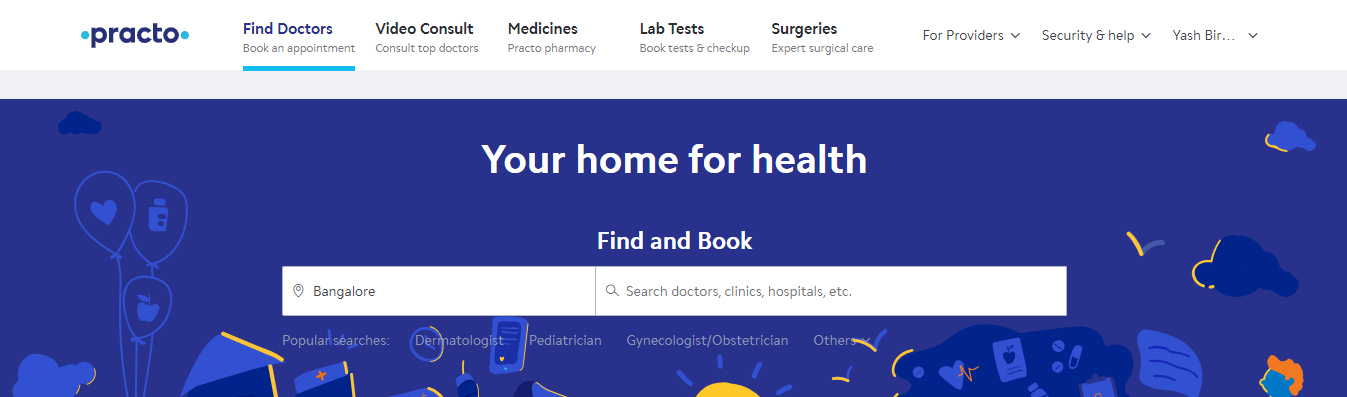 practo
Find Doctors Video Consult Medicines Lab Tests Surgeries
For Providers Security & help Yash Bir...
Book an appointment Consult top doctors Practo pharmacy Book tests & checkup Expert surgical care
Your home for health
Find and Book
Bangalore Search doctors, clinics, hospitals, etc.
Popular searches: Dermatologist Pediatrician Gynecologist/Obstetrician Others